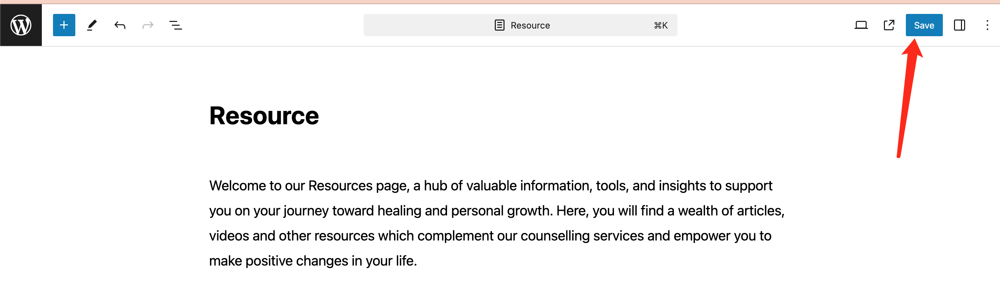 Resource ⌘K
Save
Resource
Welcome to our Resources page, a hub of valuable information, tools, and insights to support
you on your journey toward healing and personal growth. Here, you will find a wealth of articles,
videos and other resources which complement our counselling services and empower you to
make positive changes in your life.